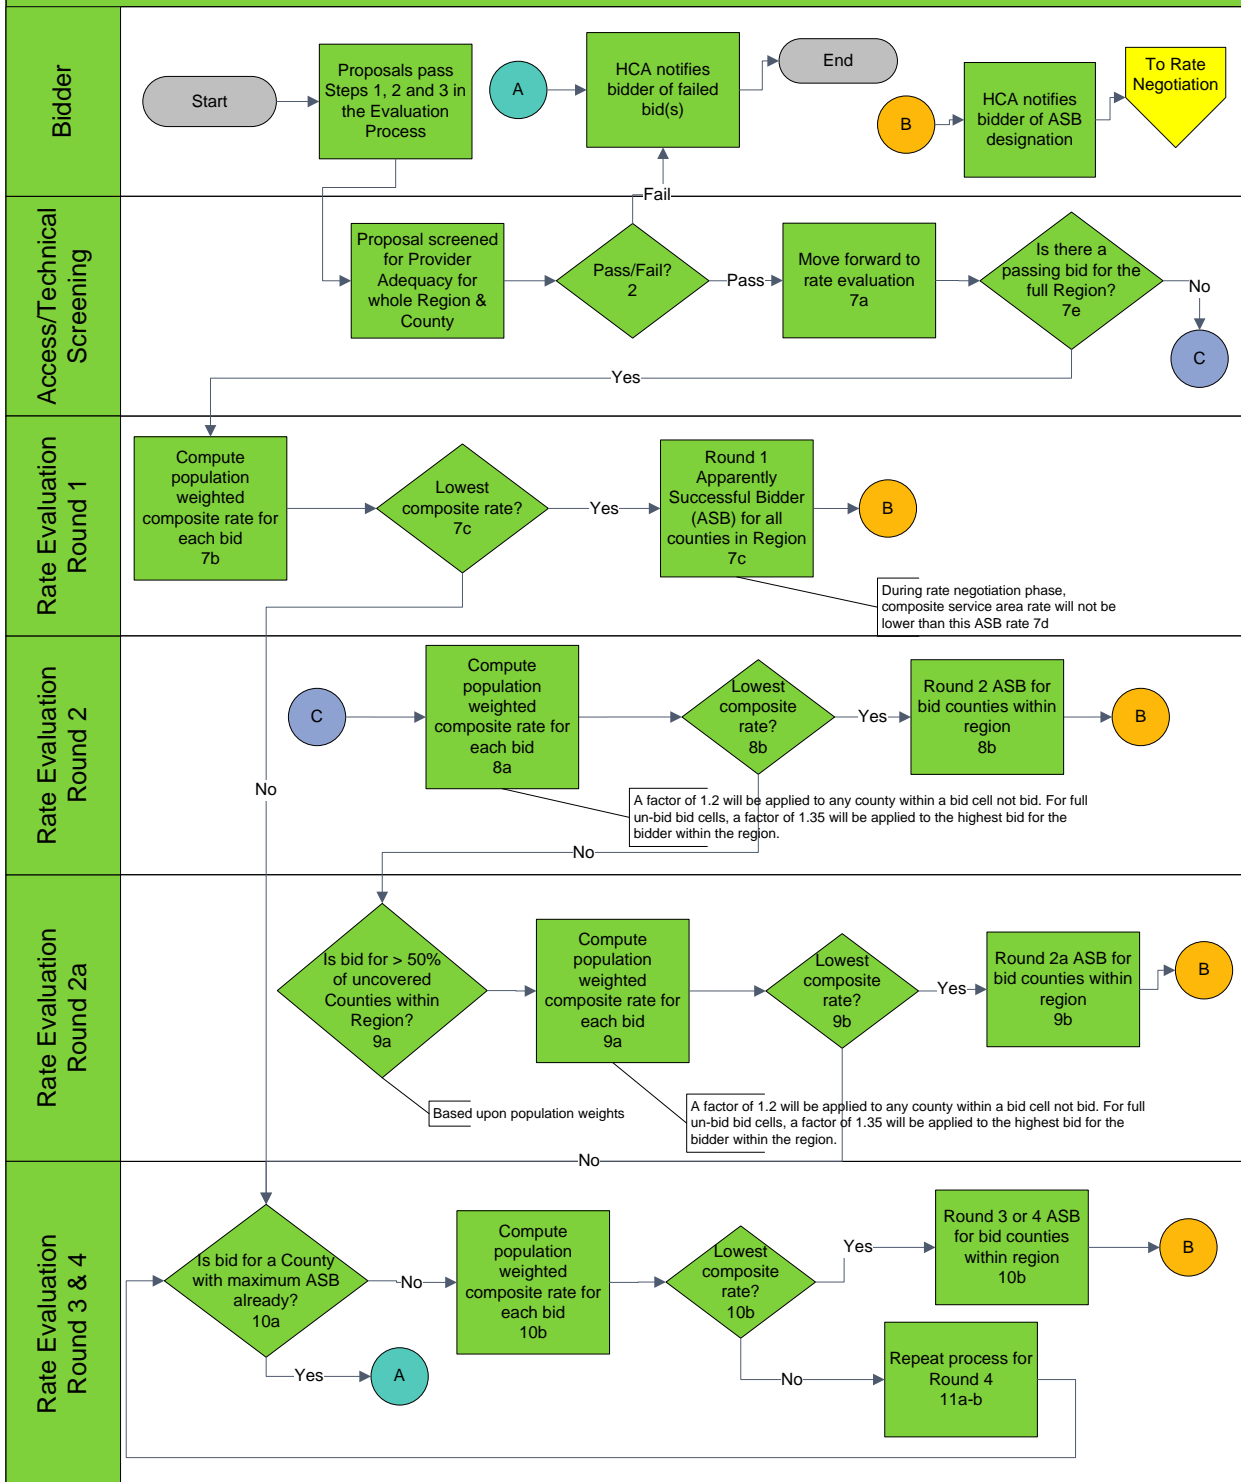 Bidder
Start
Proposals pass
Steps 1, 2 and 3 in
the Evaluation
Process
A
HCA notifies
bidder of failed
bid(s)
End
B
HCA notifies
bidder of ASB
designation
To Rate
Negotiation
Access/Technical
Screening
Fail
Proposal screened
for Provider
Adequacy for
whole Region &
County
Pass/Fail?
2
Pass
Move forward to
rate evaluation
7a
Is there a
passing bid for the
full Region?
7e
No
C
Yes
Rate Evaluation
Round 1
Compute
population
weighted
composite rate for
each bid
7b
Lowest
composite rate?
7c
Yes
Round 1
Apparently
Successful Bidder
(ASB) for all
counties in Region
7c
B
During rate negotiation phase,
composite service area rate will not be
lower than this ASB rate 7d
No
Rate Evaluation
Round 2
C
Compute
population
weighted
composite rate for
each bid
8a
Lowest
composite
rate?
8b
Yes
Round 2 ASB for
bid counties within
region
8b
B
A factor of 1.2 will be applied to any county within a bid cell not bid. For full
un-bid bid cells, a factor of 1.35 will be applied to the highest bid for the
bidder within the region.
No
Rate Evaluation
Round 2a
Is bid for > 50%
of uncovered
Counties within
Region?
9a
Compute
population
weighted
composite rate for
each bid
9a
Lowest
composite
rate?
9b
Yes
Round 2a ASB for
bid counties within
region
9b
B
Based upon population weights
A factor of 1.2 will be applied to any county within a bid cell not bid. For full
un-bid bid cells, a factor of 1.35 will be applied to the highest bid for the
bidder within the region.
No
Rate Evaluation
Round 3 & 4
Is bid for a County
with maximum ASB
already?
10a
No
Compute
population
weighted
composite rate for
each bid
10b
Lowest
composite
rate?
10b
Yes
Round 3 or 4 ASB
for bid counties
within region
10b
B
Yes
A
No
Repeat process for
Round 4
11a-b